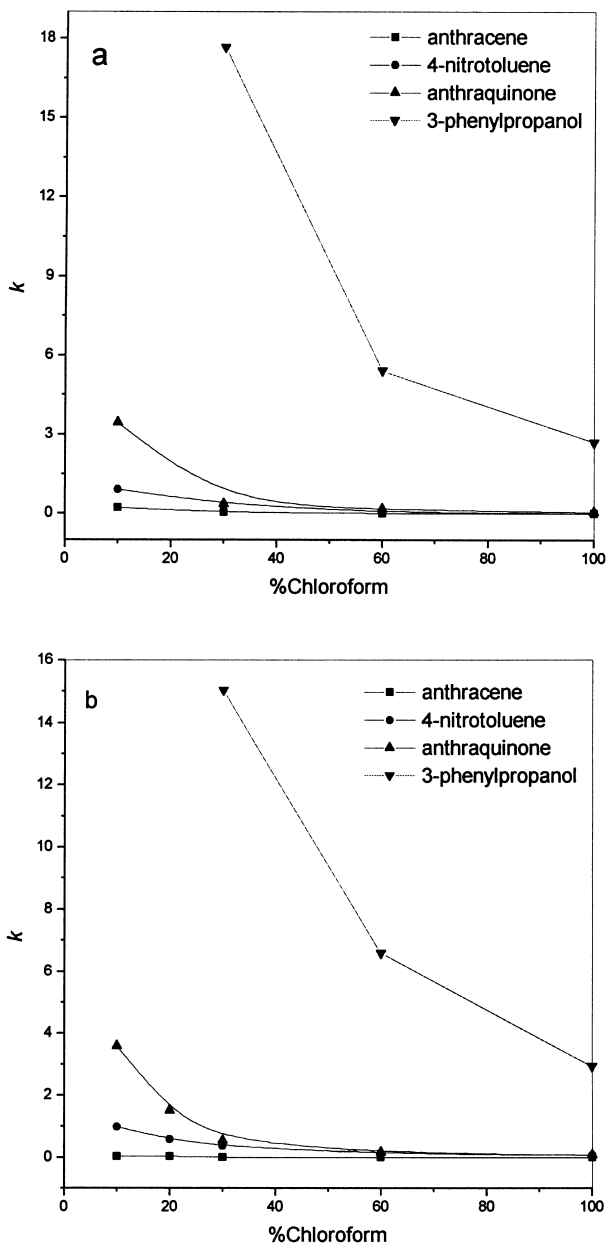 a
anthracene
4-nitrotoluene
anthraquinone
3-phenylpropanol
18
15
12
9
6
3
0
k
0 20 40 60 80 100
%Chloroform
b
anthracene
4-nitrotoluene
anthraquinone
3-phenylpropanol
16
14
12
10
8
6
4
2
0
k
0 20 40 60 80 100
%Chloroform